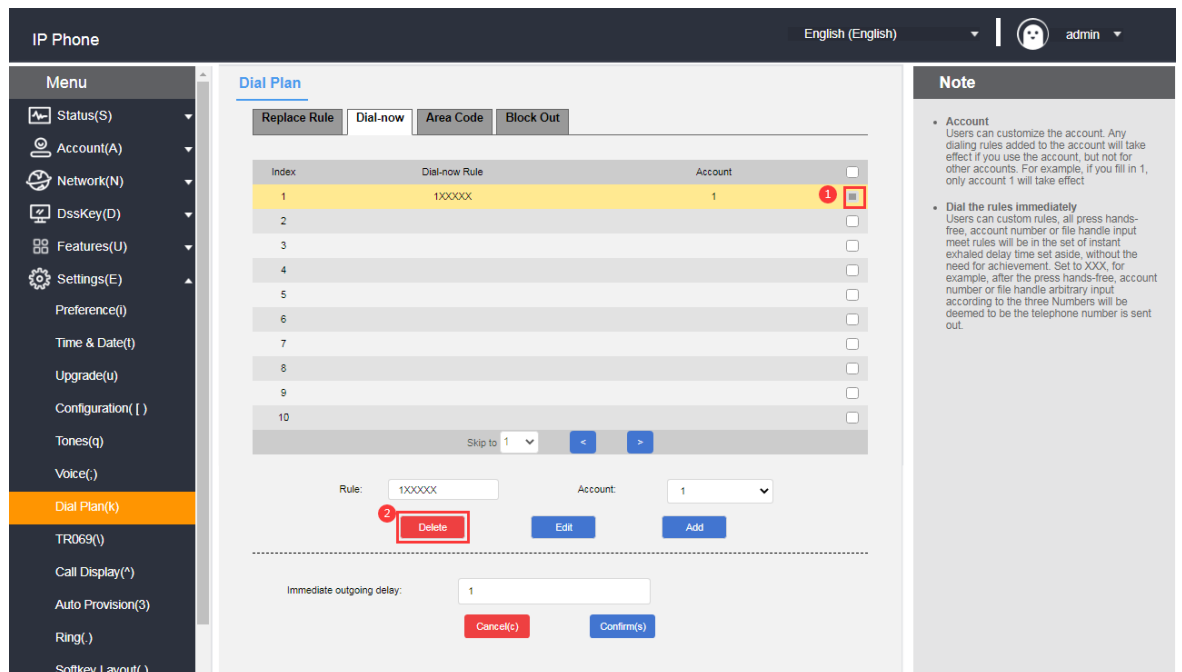 IP Phone
English (English)
admin
Menu
Status(S)
Account(A)
Network(N)
DssKey(D)
Features(U)
Settings(E)
Preference(i)
Time & Date(t)
Upgrade(u)
Configuration( [ )
Tones(q)
Voice(;)
Dial Plan(k)
TR069(\)
Call Display(^)
Auto Provision(3)
Ring(.)
Softkey Layout( )
Dial Plan
Replace Rule Dial-now Area Code Block Out
Index Dial-now Rule Account
1 1XXXXX 1 1
2
3
4
5
6
7
8
9
10
Skip to 1 < >
Rule: 1XXXXX Account: 1
2 Delete Edit Add
Immediate outgoing delay: 1
Cancel(c) Confirm(s)
Note
• Account
Users can customize the account. Any
dialing rules added to the account will take
effect if you use the account, but not for
other accounts. For example, if you fill in 1,
only account 1 will take effect
• Dial the rules immediately
Users can custom rules, all press hands-
free, account number or file handle input
meet rules will be in the set of instant
exhaled delay time set aside, without the
need for achievement. Set to XXX, for
example, after the press hands-free, account
number or file handle arbitrary input
according to the three Numbers will be
deemed to be the telephone number is sent
out.